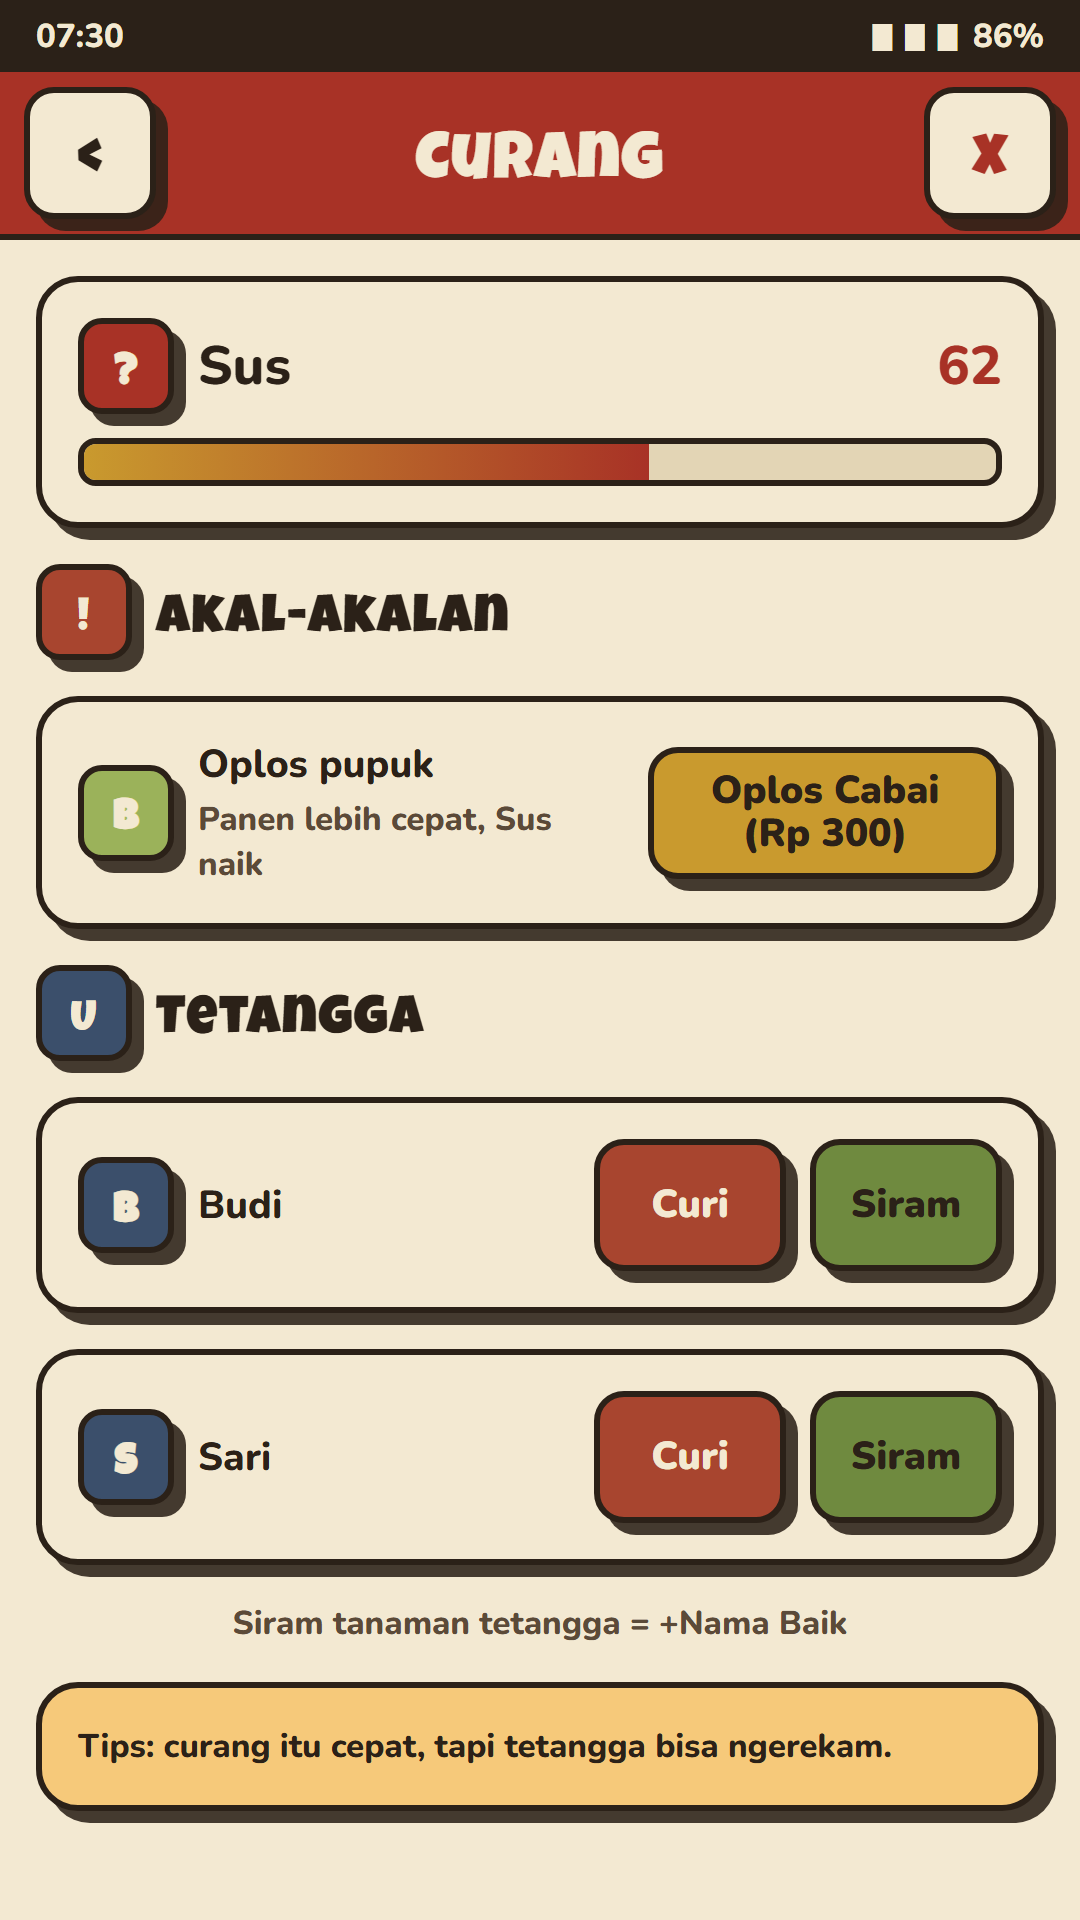 07:30 86%
< CURANG X
? Sus 62
! AKAL-AKALAN
B Oplos pupuk
Panen lebih cepat, Sus
naik
Oplos Cabai
(Rp 300)
U TETANGGA
B Budi Curi Siram
S Sari Curi Siram
Siram tanaman tetangga = +Nama Baik
Tips: curang itu cepat, tapi tetangga bisa ngerekam.